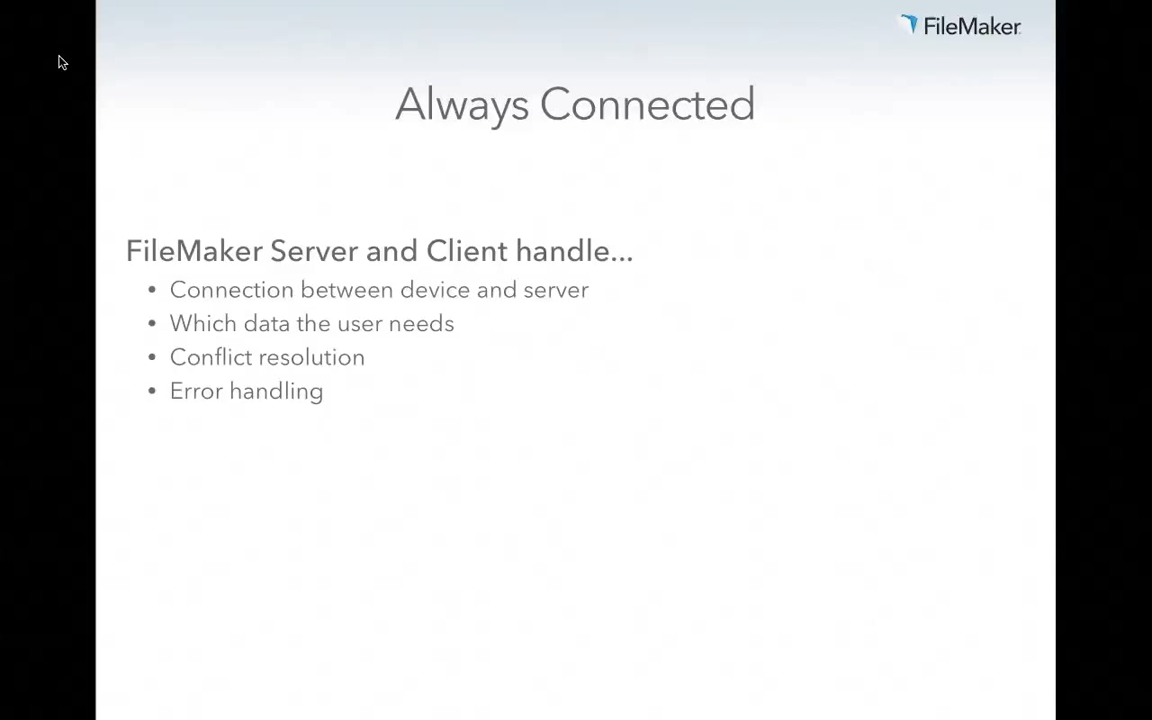 FileMaker
Always Connected
FileMaker Server and Client handle...
• Connection between device and server
• Which data the user needs
• Conflict resolution
• Error handling